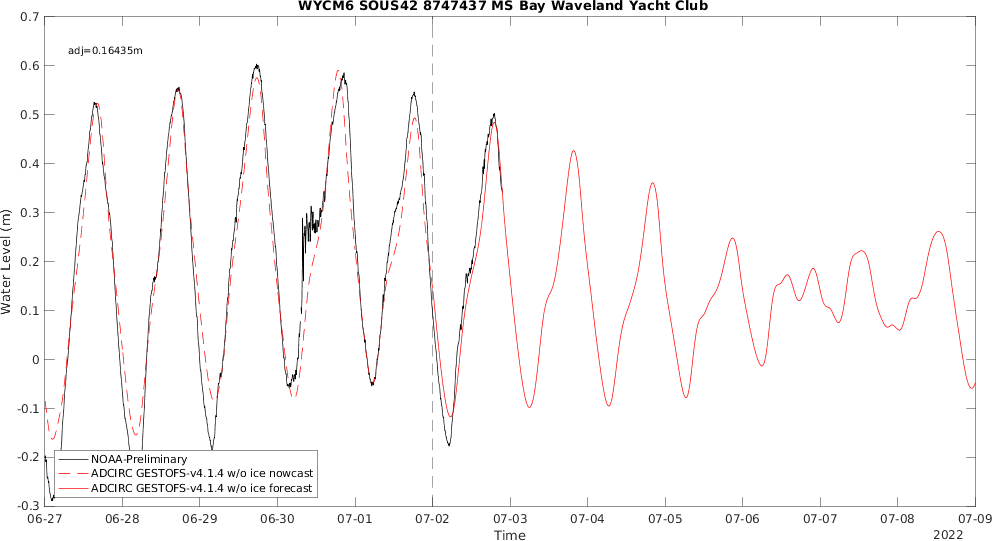 WYCM6 SOUS42 8747437 MS Bay Waveland Yacht Club
0.7
adj=0.16435m
0.6
0.5
0.4
0.3
0.2
0.1
0
-0.1
-0.2
-0.3
Water Level (m)
NOAA-Preliminary
ADCIRC GESTOFS-v4.1.4 w/o ice nowcast
ADCIRC GESTOFS-v4.1.4 w/o ice forecast
06-27 06-28 06-29 06-30 07-01 07-02 07-03 07-04 07-05 07-06 07-07 07-08 07-09
Time
2022